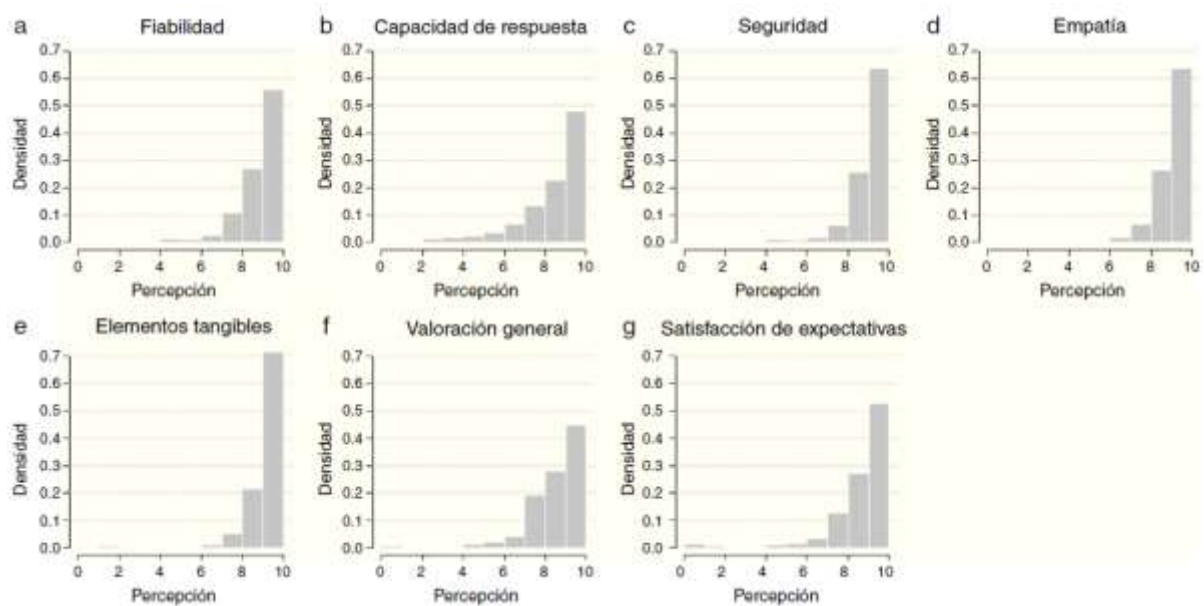 a Fiabilidad
0.7
0.6
0.5
0.4
0.3
0.2
0.1
0.0
Densidad
0 2 4 6 8 10
Percepción
b Capacidad de respuesta
0.7
0.6
0.5
0.4
0.3
0.2
0.1
0.0
Densidad
0 2 4 6 8 10
Percepción
c Seguridad
0.7
0.6
0.5
0.4
0.3
0.2
0.1
0.0
Densidad
0 2 4 6 8 10
Percepción
d Empatía
0.7
0.6
0.5
0.4
0.3
0.2
0.1
0.0
Densidad
0 2 4 6 8 10
Percepción
e Elementos tangibles
0.7
0.6
0.5
0.4
0.3
0.2
0.1
0.0
Densidad
0 2 4 6 8 10
Percepción
f Valoración general
0.7
0.6
0.5
0.4
0.3
0.2
0.1
0.0
Densidad
0 2 4 6 8 10
Percepción
g Satisfacción de expectativas
0.7
0.6
0.5
0.4
0.3
0.2
0.1
0.0
Densidad
0 2 4 6 8 10
Percepción